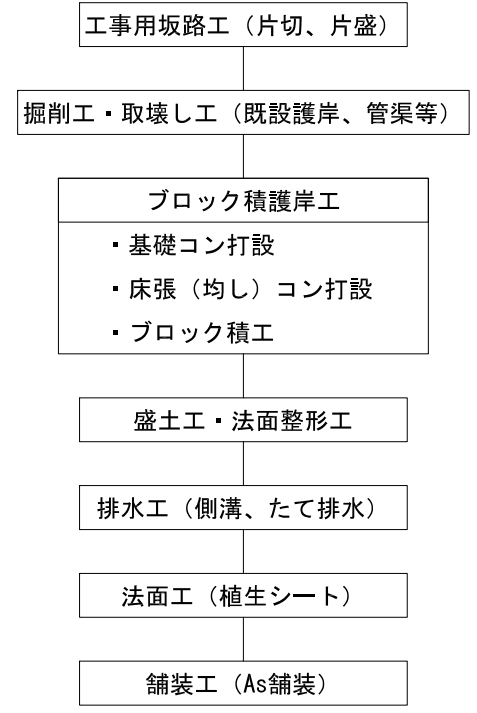 工事用坂路工（片切、片盛）
掘削工・取壊し工（既設護岸、管渠等）
ブロック積護岸工
・基礎コン打設
・床張（均し）コン打設
・ブロック積工
盛土工・法面整形工
排水工（側溝、たて排水）
法面工（植生シート）
舗装工（As舗装）